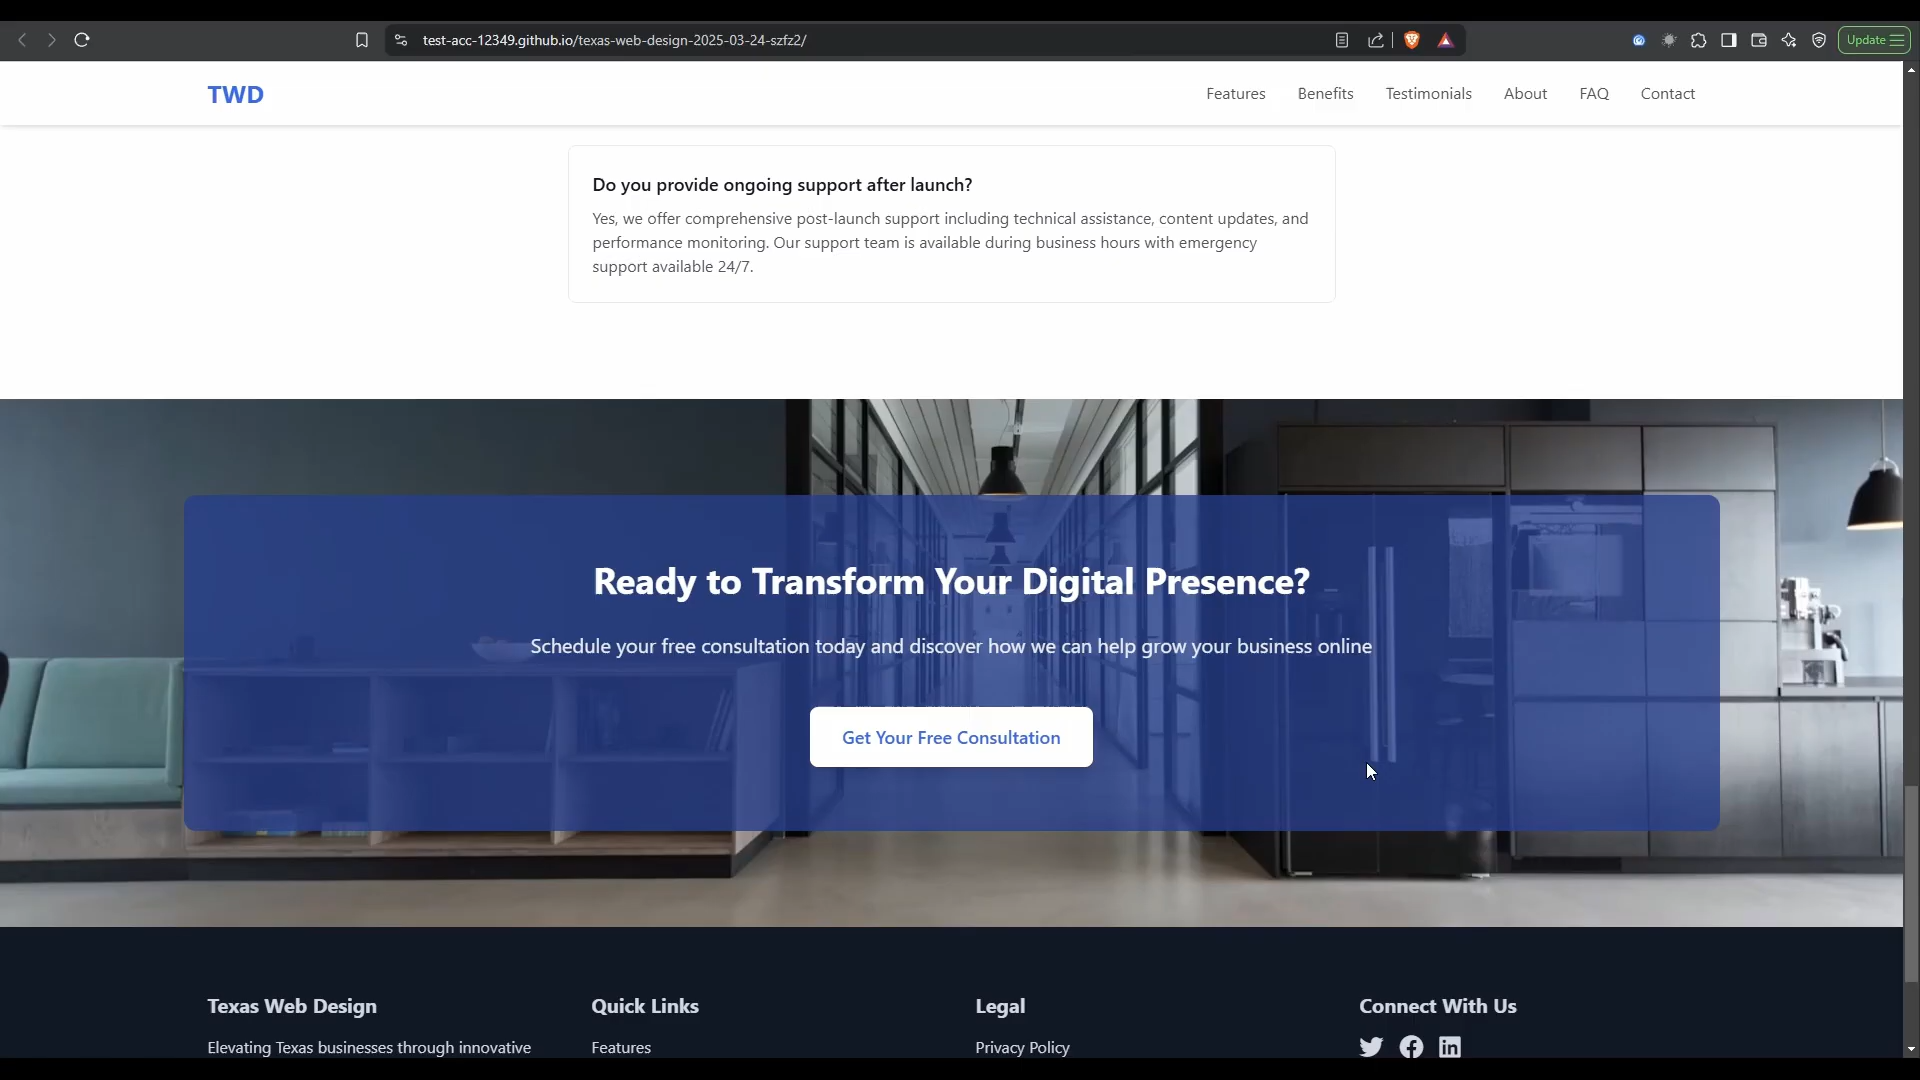 test-acc-12349.github.io/texas-web-design-2025-03-24-szfz2/
Update
TWD
Features
Benefits
Testimonials
About
FAQ
Contact
Do you provide ongoing support after launch?
Yes, we offer comprehensive post-launch support including technical assistance, content updates, and
performance monitoring. Our support team is available during business hours with emergency
support available 24/7.
Ready to Transform Your Digital Presence?
Schedule your free consultation today and discover how we can help grow your business online
Get Your Free Consultation
Texas Web Design
Elevating Texas businesses through innovative
Quick Links
Features
Legal
Privacy Policy
Connect With Us